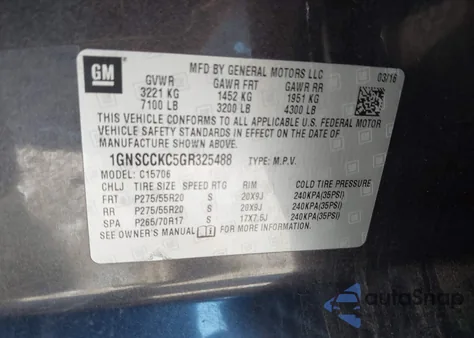 GM
MFD BY GENERAL MOTORS LLC
03/16
GVWR GAWR FRT GAWR RR
3221 KG 1452 KG 1951 KG
7100 LB 3200 LB 4300 LB
THIS VEHICLE CONFORMS TO ALL APPLICABLE U.S. FEDERAL MOTOR
VEHICLE SAFETY STANDARDS IN EFFECT ON THE DATE OF
MANUFACTURE SHOWN ABOVE.
1GNSCCKC5GR325488 TYPE: M.P.V.
MODEL: C15706
CHLJ TIRE SIZE SPEED RTG RIM COLD TIRE PRESSURE
FRT P275/55R20 S 20X9J 240KPA(35PSI)
RR P275/55R20 S 20X9J 240KPA(35PSI)
SPA P265/70R17 S 17X7.5J 240KPA(35PSI)
SEE OWNER'S MANUAL FOR MORE INFORMATION.
autoSnap